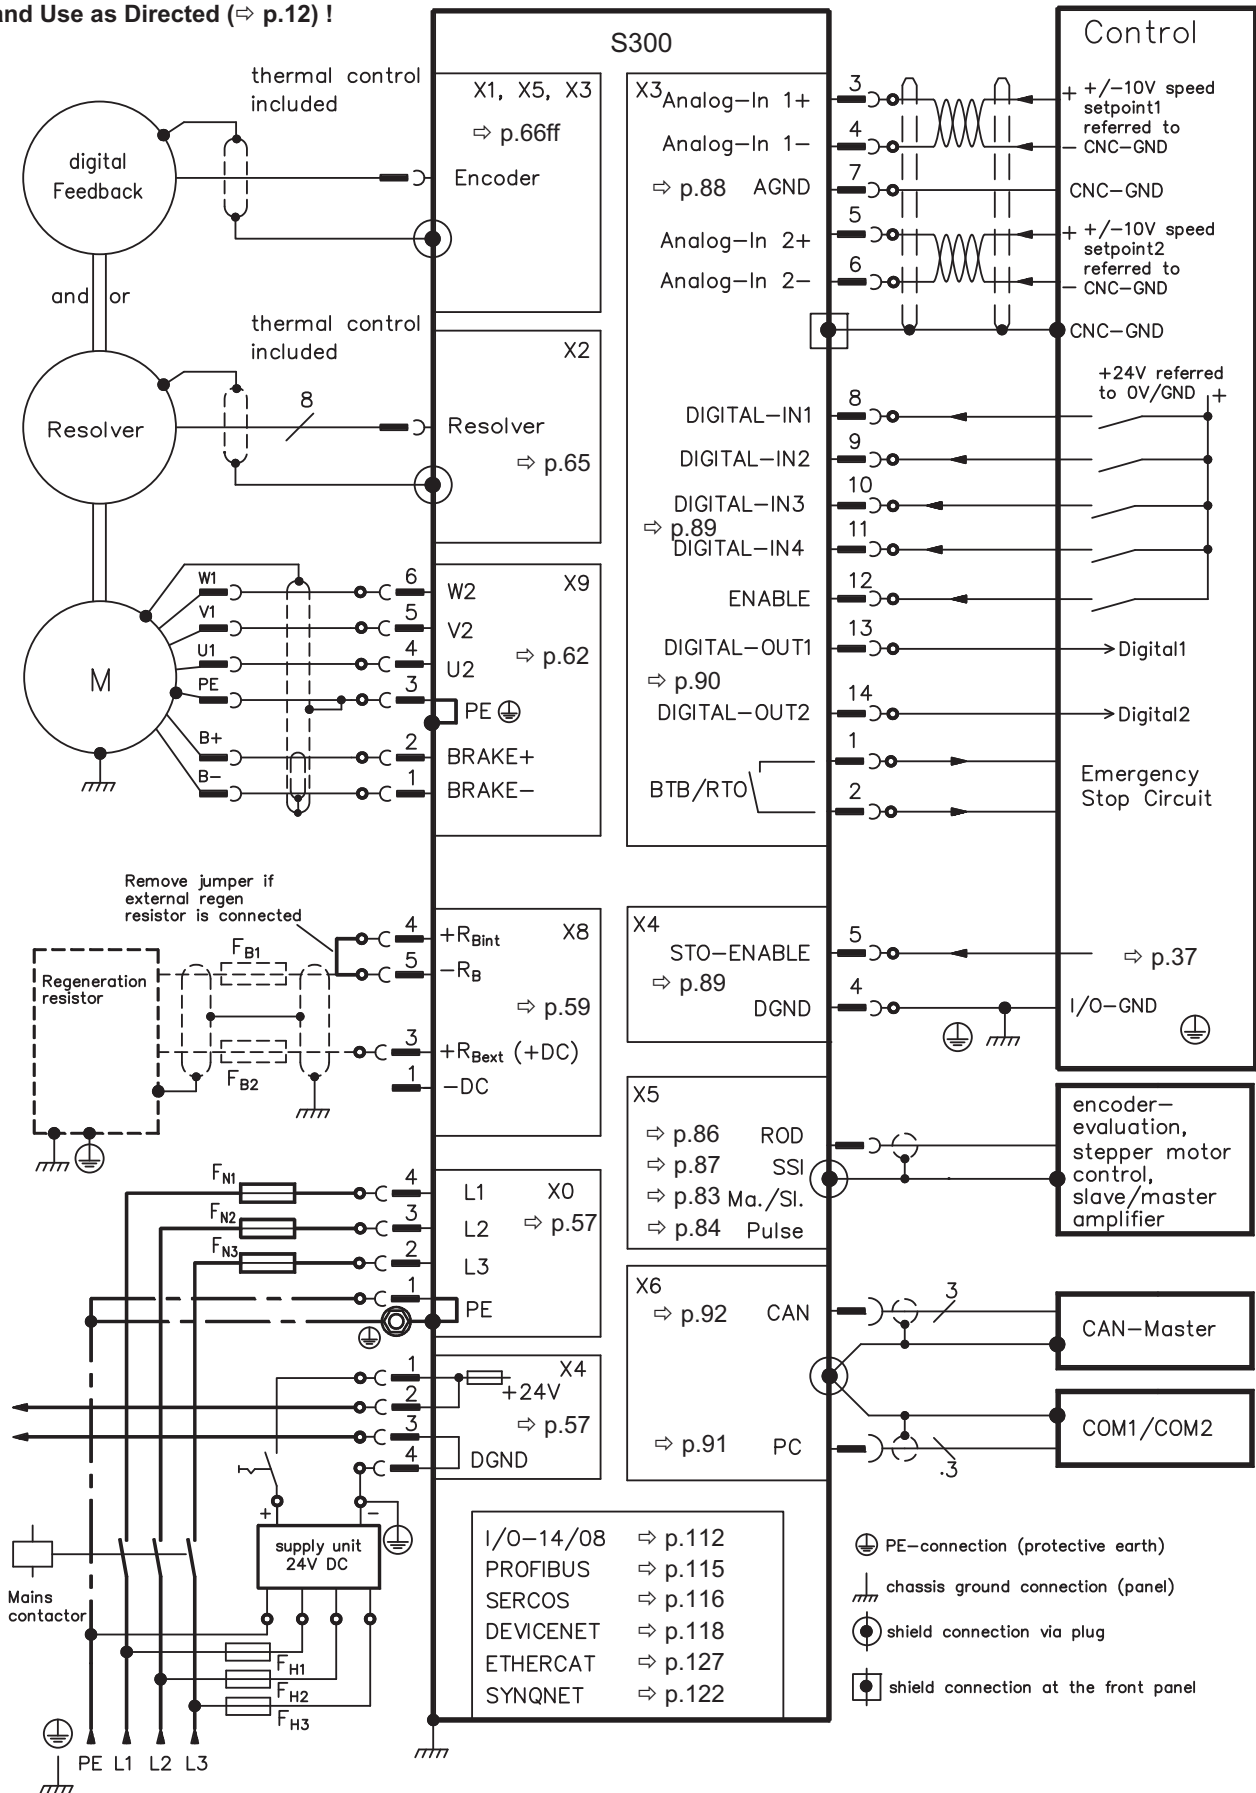 and Use as Directed (⇨ p.12) !
S300
Control
thermal control
included
digital
Feedback
X1, X5, X3
⇨ p.66ff
Encoder
and or
thermal control
included
Resolver
8
X2
Resolver
⇨ p.65
M
W1
V1
U1
PE
B+
B−
6
5
4
3
2
1
X9
W2
V2
U2
⇨ p.62
PE
BRAKE+
BRAKE−
Remove jumper if
external regen
resistor is connected
Regeneration
resistor
FB1
FB2
4
5
3
1
X8
+RBint
−RB
⇨ p.59
+RBext (+DC)
−DC
FN1
FN2
FN3
4
3
2
1
X0
L1
L2
⇨ p.57
L3
PE
1
2
3
4
X4
+24V
⇨ p.57
DGND
+
−
supply unit
24V DC
Mains
contactor
FH1
FH2
FH3
PE L1 L2 L3
X3
Analog−In 1+
Analog−In 1−
⇨ p.88 AGND
Analog−In 2+
Analog−In 2−
3
4
7
5
6
+ +/−10V speed
setpoint1
referred to
− CNC−GND
CNC−GND
+ +/−10V speed
setpoint2
referred to
− CNC−GND
CNC−GND
+24V referred
to 0V/GND +
DIGITAL−IN1
DIGITAL−IN2
DIGITAL−IN3
⇨ p.89
DIGITAL−IN4
ENABLE
DIGITAL−OUT1
⇨ p.90
DIGITAL−OUT2
BTB/RTO
8
9
10
11
12
13
14
1
2
Digital1
Digital2
Emergency
Stop Circuit
X4
STO−ENABLE
⇨ p.89
DGND
5
4
⇨ p.37
I/O−GND
X5
⇨ p.86 ROD
⇨ p.87 SSI
⇨ p.83 Ma./Sl.
⇨ p.84 Pulse
encoder−
evaluation,
stepper motor
control,
slave/master
amplifier
X6
⇨ p.92 CAN
3
CAN−Master
⇨ p.91 PC
.3
COM1/COM2
I/O−14/08 ⇨ p.112
PROFIBUS ⇨ p.115
SERCOS ⇨ p.116
DEVICENET ⇨ p.118
ETHERCAT ⇨ p.127
SYNQNET ⇨ p.122
PE−connection (protective earth)
chassis ground connection (panel)
shield connection via plug
shield connection at the front panel